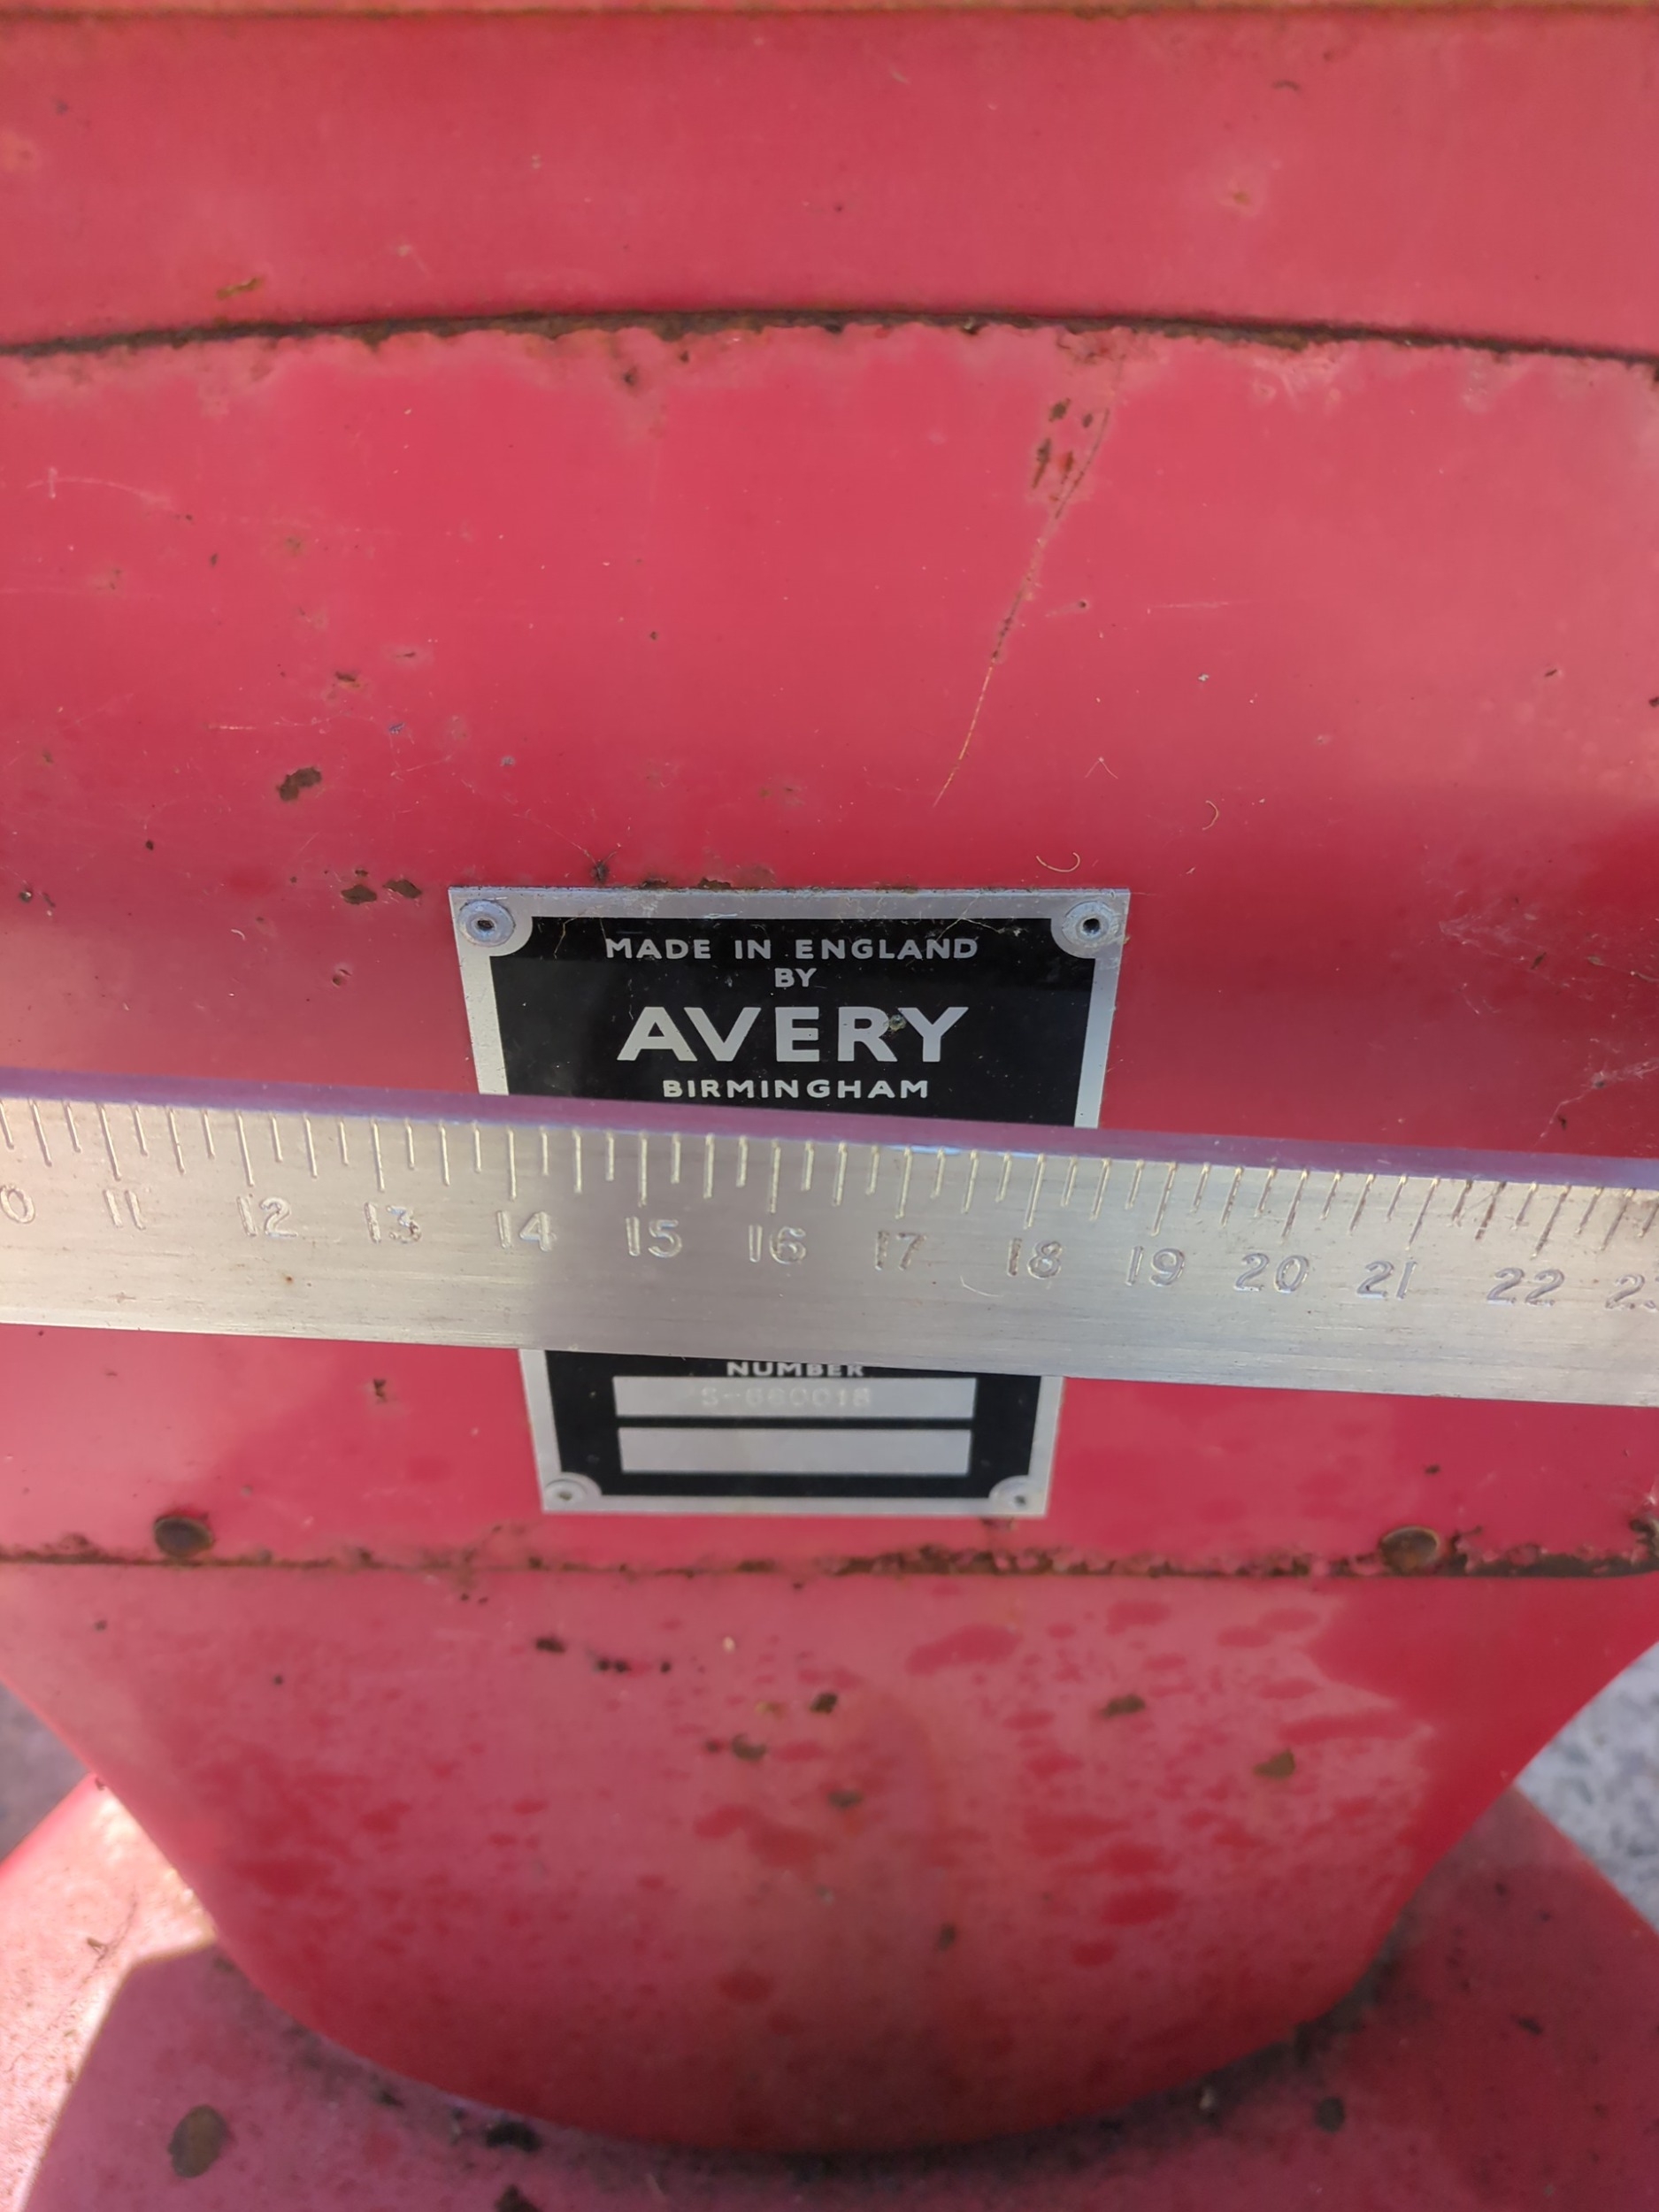 MADE IN ENGLAND
BY
AVERY
BIRMINGHAM
11 12 13 14 15 16 17 18 19 20 21 22
NUMBER
S-660018